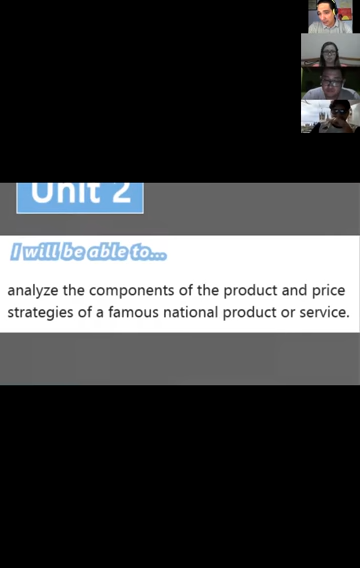 Unit 2
I will be able to...
analyze the components of the product and price
strategies of a famous national product or service.